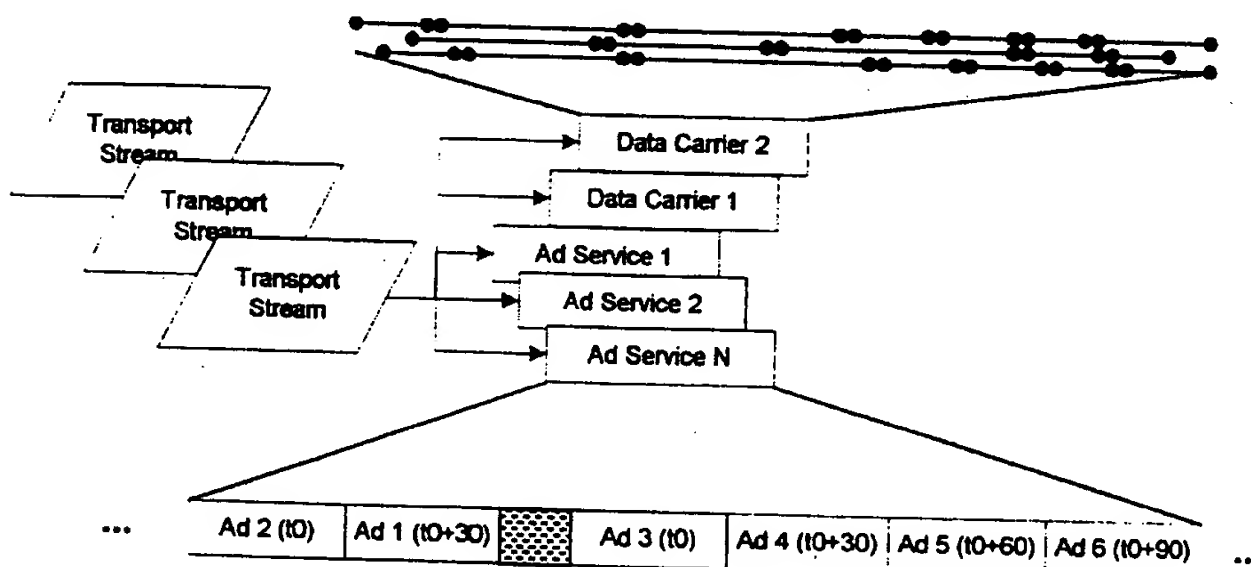 Transport
Stream
Transport
Stream
Transport
Stream
Data Carrier 2
Data Carrier 1
Ad Service 1
Ad Service 2
Ad Service N
... Ad 2 (t0) Ad 1 (t0+30) Ad 3 (t0) Ad 4 (t0+30) Ad 5 (t0+60) Ad 6 (t0+90) ..